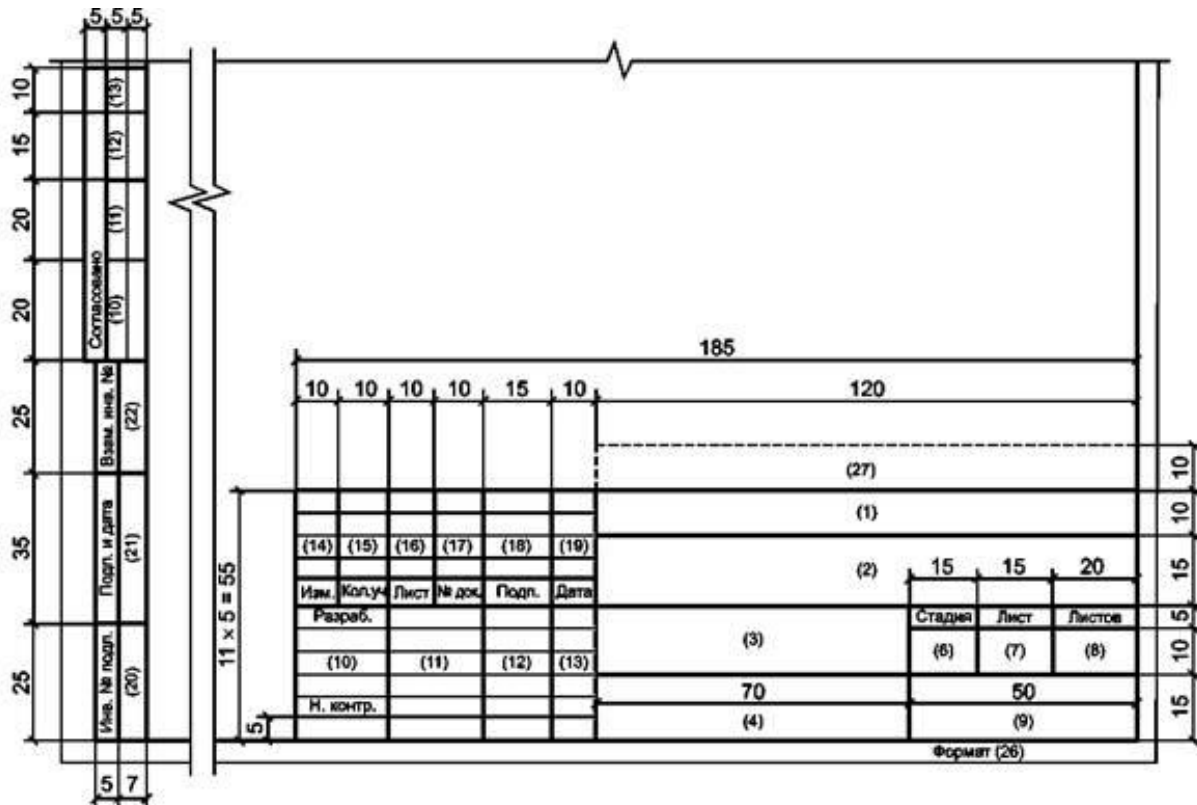 5 5 5
10
(13)
15
(12)
20
(11)
20
Согласовано
(10)
25
Взам. инв. №
(22)
35
Подп. и дата
(21)
25
Инв. № подл.
(20)
5 7
185
10 10 10 10 15 10 120
(27)
10
(1)
10
(14) (15) (16) (17) (18) (19)
(2)
15 15 20
15
Изм. Кол.уч Лист № док. Подп. Дата
11 × 5 = 55
Разраб.
Стадия Лист Листов
5
(3)
(6) (7) (8)
10
(10) (11) (12) (13)
70 50
15
Н. контр.
5
(4) (9)
Формат (26)